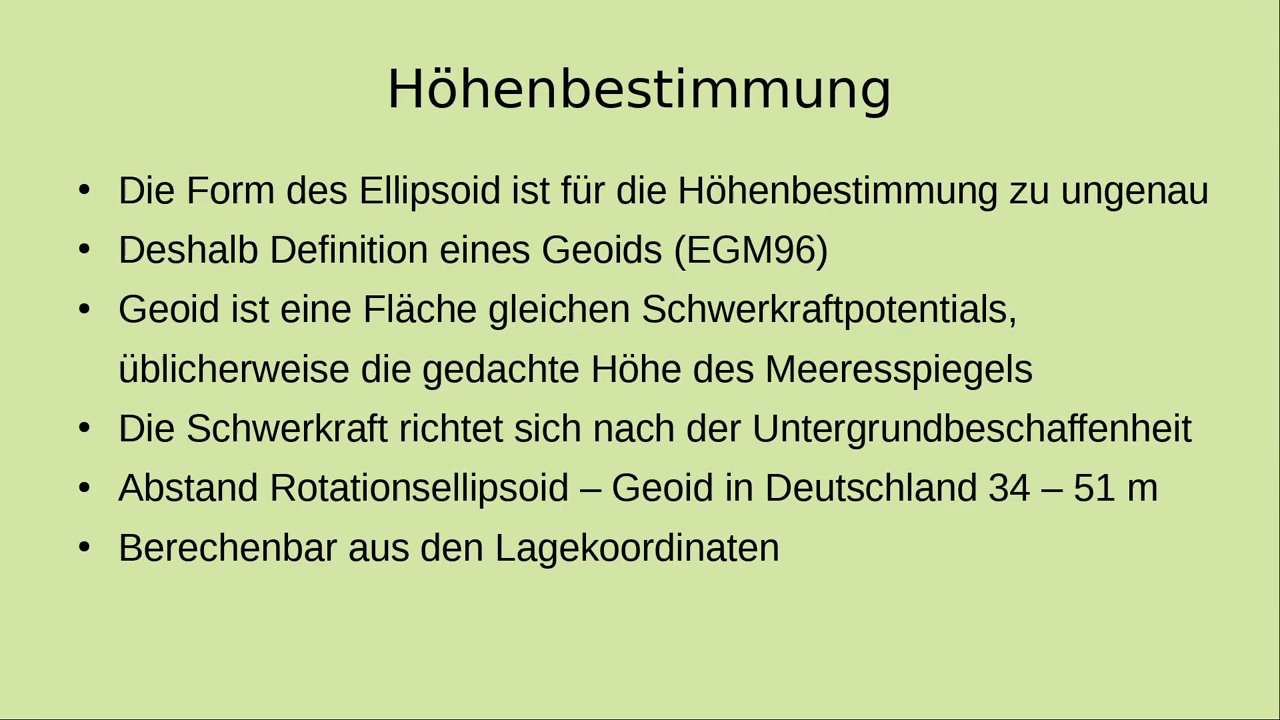 Höhenbestimmung
• Die Form des Ellipsoid ist für die Höhenbestimmung zu ungenau
• Deshalb Definition eines Geoids (EGM96)
• Geoid ist eine Fläche gleichen Schwerkraftpotentials,
üblicherweise die gedachte Höhe des Meeresspiegels
• Die Schwerkraft richtet sich nach der Untergrundbeschaffenheit
• Abstand Rotationsellipsoid – Geoid in Deutschland 34 – 51 m
• Berechenbar aus den Lagekoordinaten